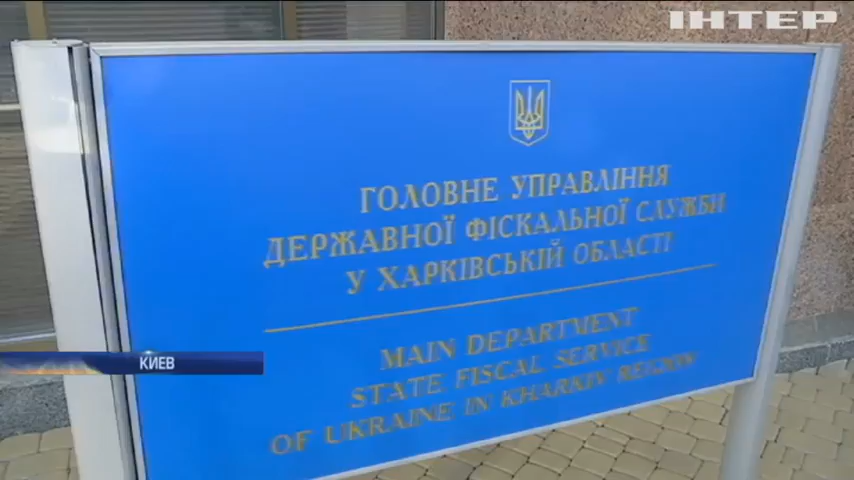 ІНТЕР
ГОЛОВНЕ УПРАВЛІННЯ
ДЕРЖАВНОЇ ФІСКАЛЬНОЇ СЛУЖБИ
У ХАРКІВСЬКІЙ ОБЛАСТІ
MAIN DEPARTMENT
STATE FISCAL SERVICE
OF UKRAINE IN KHARKIV REGION
КИЕВ